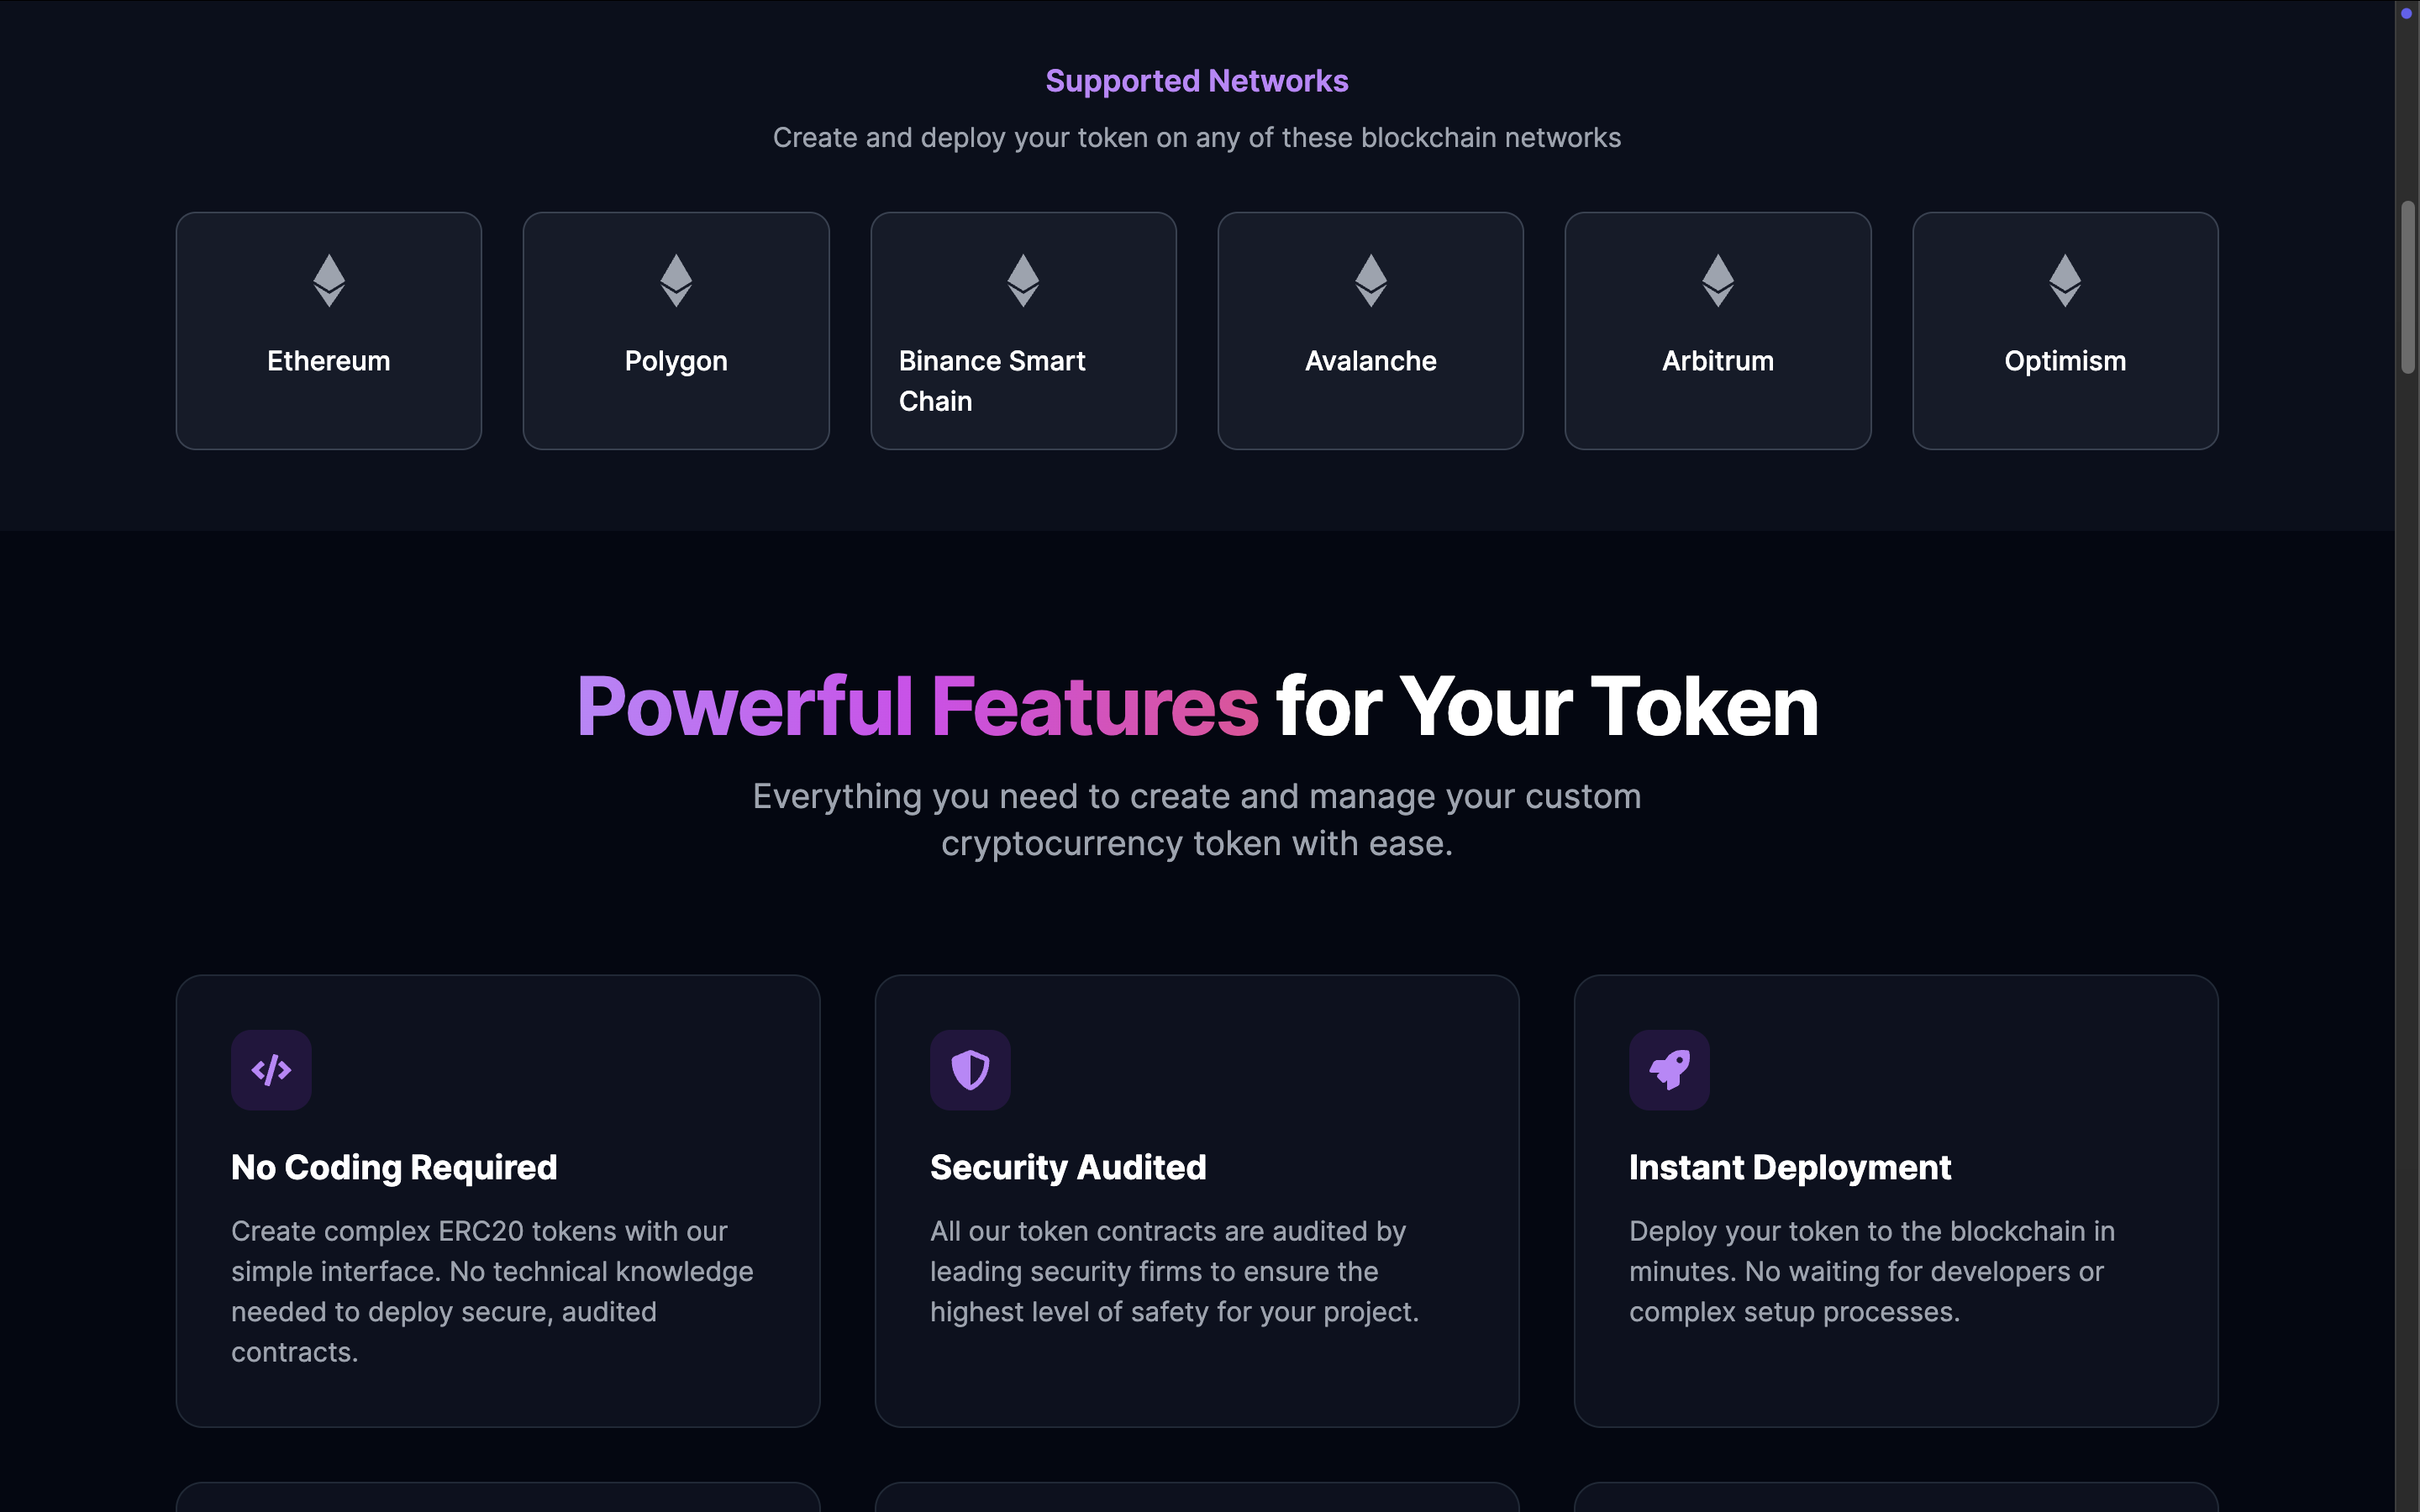 Supported Networks
Create and deploy your token on any of these blockchain networks
Ethereum
Polygon
Binance Smart
Chain
Avalanche
Arbitrum
Optimism
Powerful Features for Your Token
Everything you need to create and manage your custom
cryptocurrency token with ease.
No Coding Required
Create complex ERC20 tokens with our
simple interface. No technical knowledge
needed to deploy secure, audited
contracts.
Security Audited
All our token contracts are audited by
leading security firms to ensure the
highest level of safety for your project.
Instant Deployment
Deploy your token to the blockchain in
minutes. No waiting for developers or
complex setup processes.